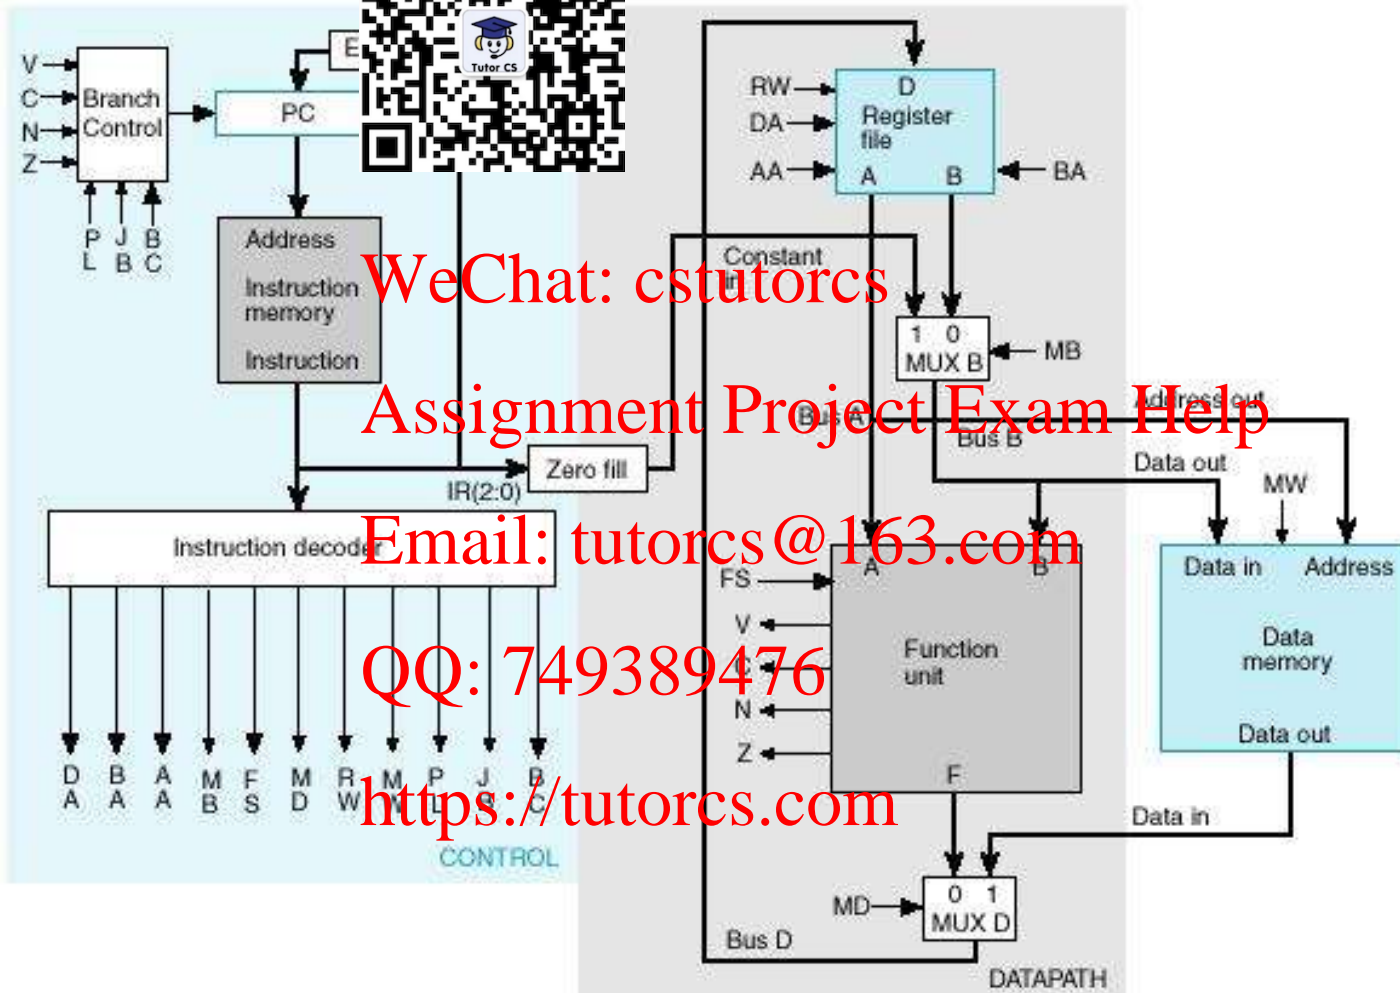 V
C
N
Z
Branch
Control
P
L
J
B
B
C
E
PC
Tutor CS
Address
Instruction
memory
Instruction
IR(2:0)
Zero fill
Instruction decoder
D
A
B
A
A
A
M
B
F
S
M
D
R
W
M
P
J
B
C
CONTROL
RW
DA
AA
D
Register
file
A
B
BA
Constant
in
1 0
MUX B
MB
Bus A
Bus B
Address out
Data out
MW
FS
V
C
N
Z
A
B
Function
unit
F
Data in
Address
Data
memory
Data out
Data in
MD
0 1
MUX D
Bus D
DATAPATH
WeChat: cstutorcs
Assignment Project Exam Help
Email: tutorcs@163.com
QQ: 749389476
https://tutorcs.com